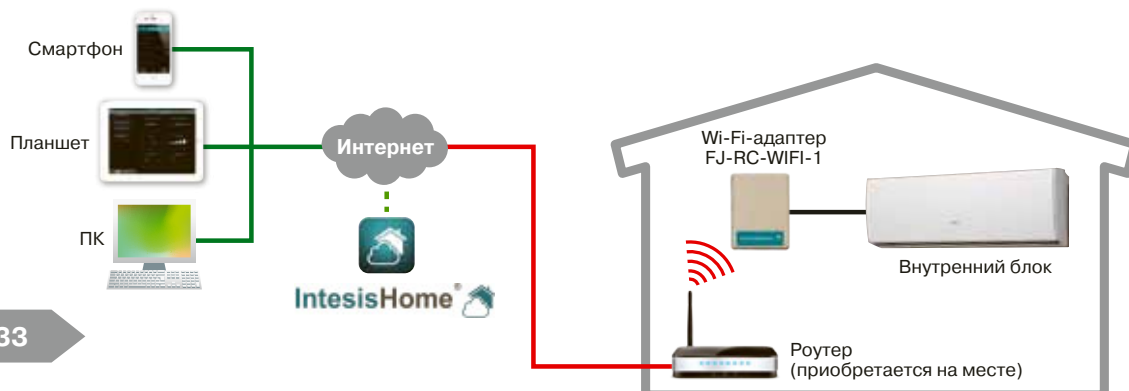 Смартфон
Планшет
ПК
Интернет
IntesisHome®
33
Wi-Fi-адаптер
FJ-RC-WIFI-1
Внутренний блок
Роутер
(приобретается на месте)